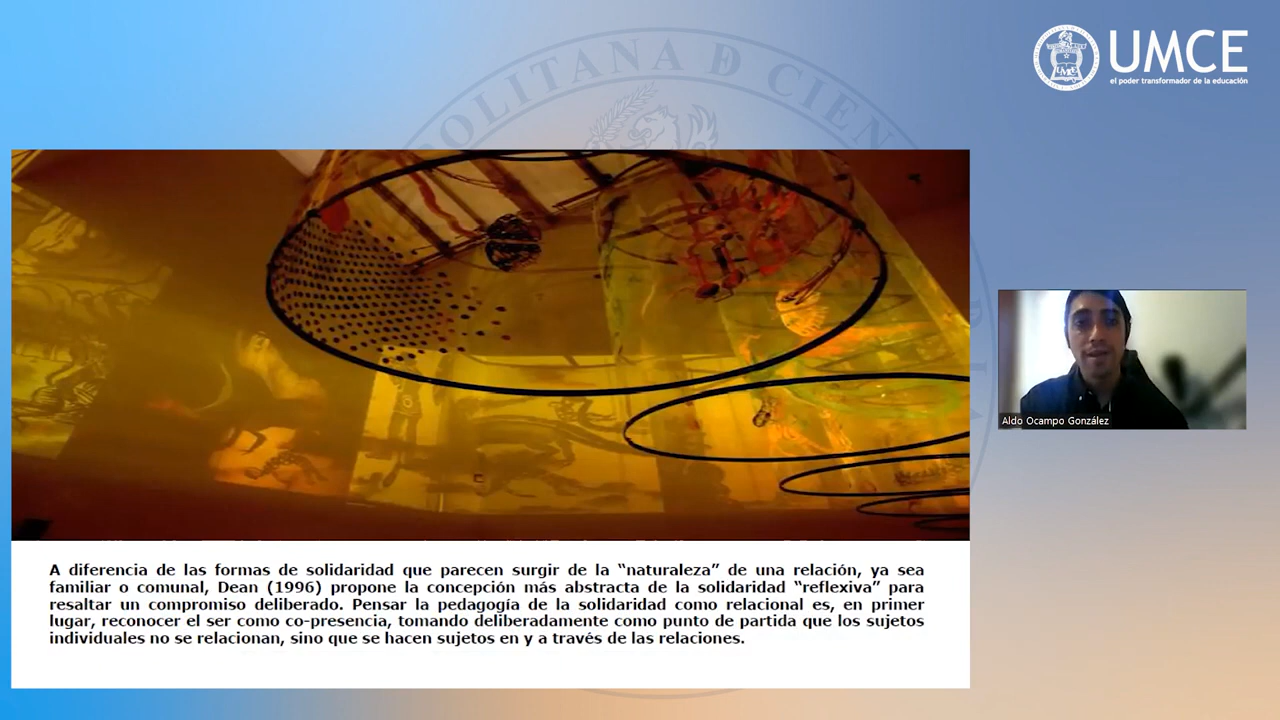 UMCE
el poder transformador de la educación
OLITANA D CIEN
Aldo Ocampo González
A diferencia de las formas de solidaridad que parecen surgir de la “naturaleza” de una relación, ya sea
familiar o comunal, Dean (1996) propone la concepción más abstracta de la solidaridad “reflexiva” para
resaltar un compromiso deliberado. Pensar la pedagogía de la solidaridad como relacional es, en primer
lugar, reconocer el ser como co-presencia, tomando deliberadamente como punto de partida que los sujetos
individuales no se relacionan, sino que se hacen sujetos en y a través de las relaciones.